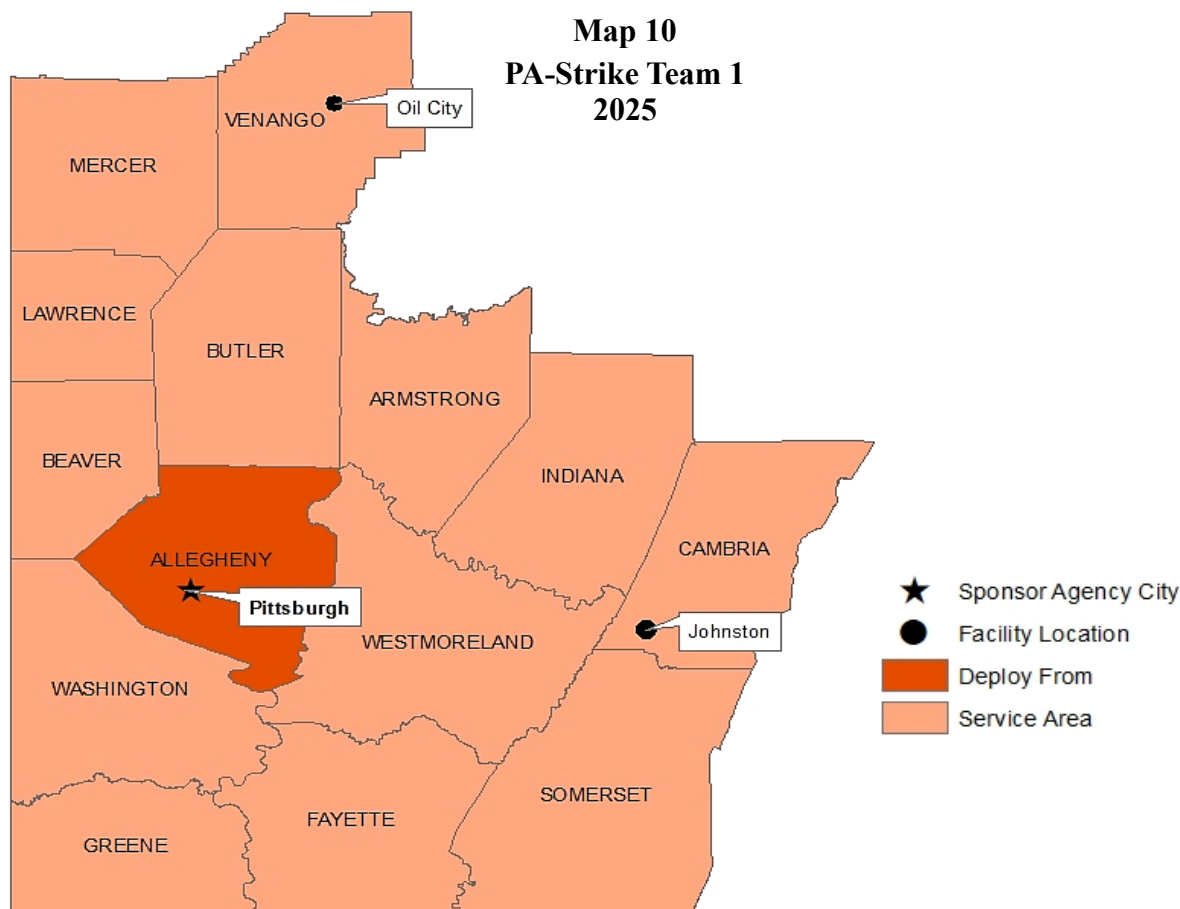 Map 10
PA-Strike Team 1
2025
Oil City
VENANGO
MERCER
LAWRENCE
BUTLER
ARMSTRONG
BEAVER
INDIANA
ALLEGHENY
CAMBRIA
Pittsburgh
Johnston
WESTMORELAND
WASHINGTON
SOMERSET
FAYETTE
GREENE
Sponsor Agency City
Facility Location
Deploy From
Service Area